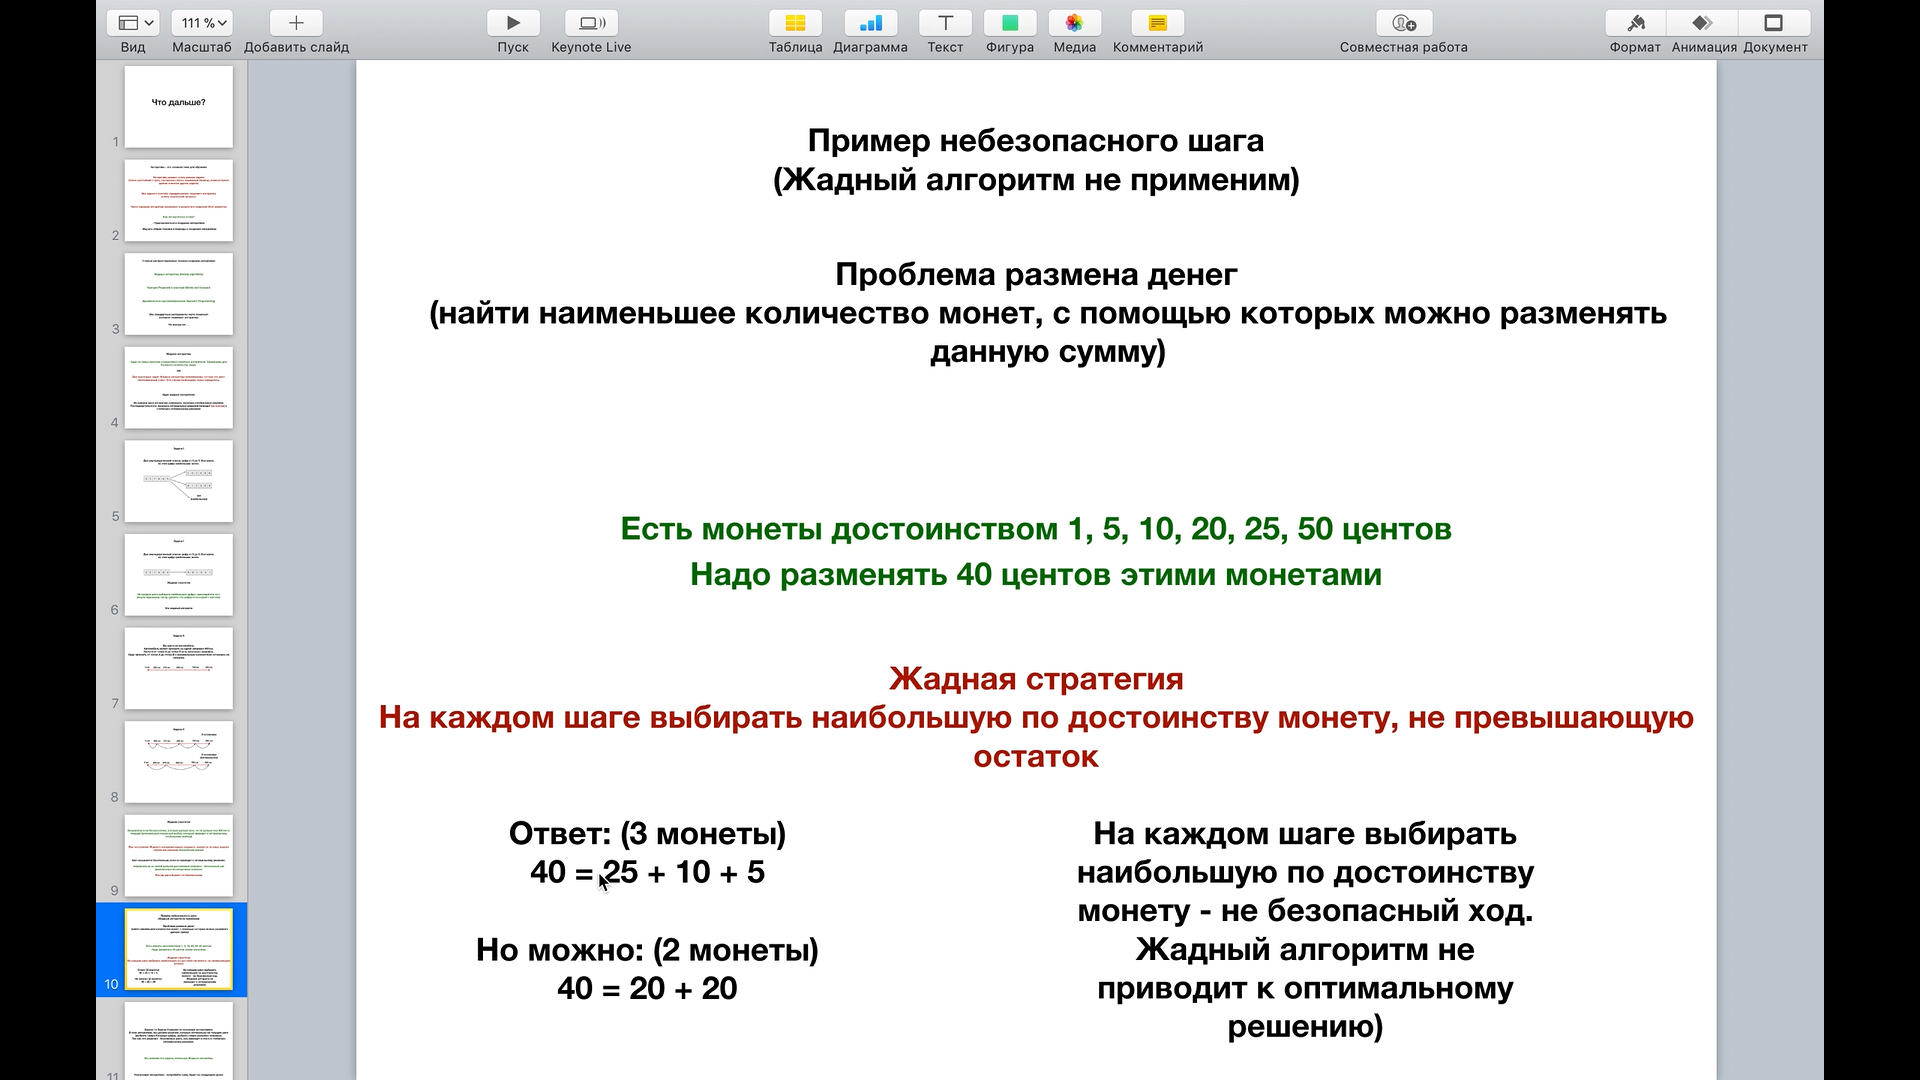 111 %
Вид
Масштаб
Добавить слайд
Пуск
Keynote Live
Таблица
Диаграмма
Текст
Фигура
Медиа
Комментарий
Совместная работа
Формат
Анимация
Документ
Что дальше?
1
2
3
4
5
6
7
8
9
10
11
Пример небезопасного шага
(Жадный алгоритм не применим)
Проблема размена денег
(найти наименьшее количество монет, с помощью которых можно разменять
данную сумму)
Есть монеты достоинством 1, 5, 10, 20, 25, 50 центов
Надо разменять 40 центов этими монетами
Жадная стратегия
На каждом шаге выбирать наибольшую по достоинству монету, не превышающую
остаток
Ответ: (3 монеты)
40 = 25 + 10 + 5
Но можно: (2 монеты)
40 = 20 + 20
На каждом шаге выбирать
наибольшую по достоинству
монету - не безопасный ход.
Жадный алгоритм не
приводит к оптимальному
решению)